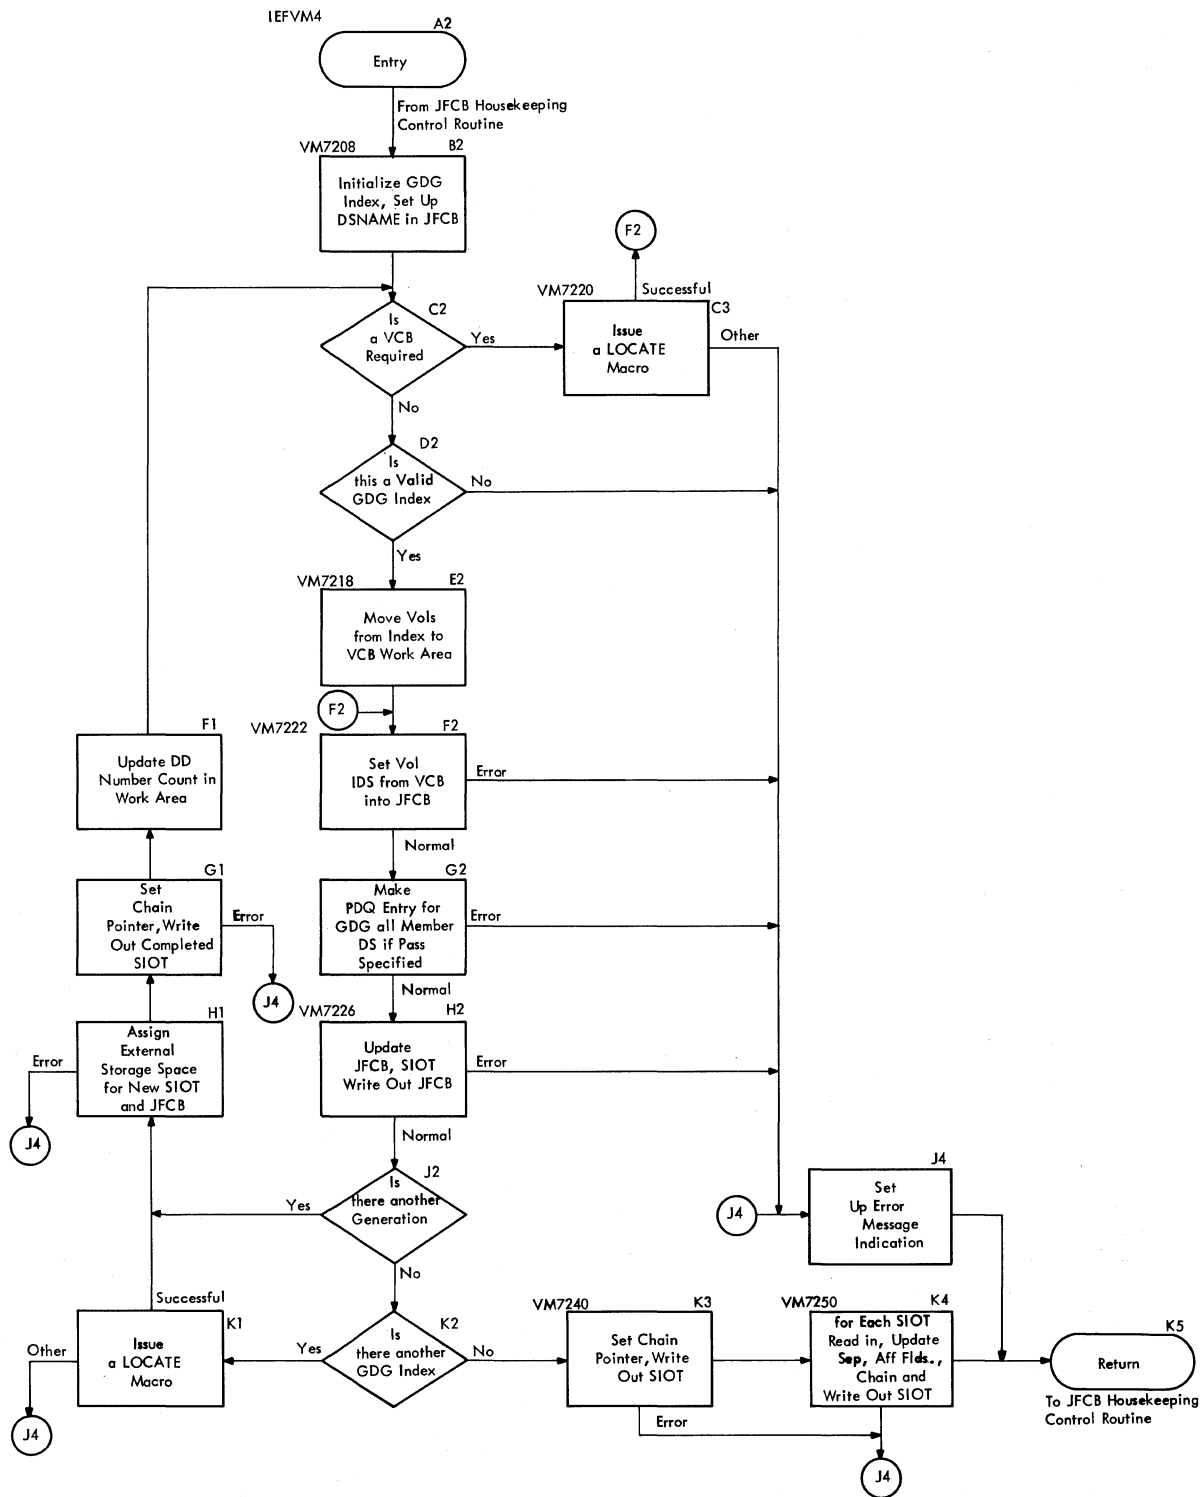 IEFVM4
A2
Entry
From JFCB Housekeeping
Control Routine
VM7208
B2
Initialize GDG
Index, Set Up
DSNAME in JFCB
F2
Successful
VM7220
C3
C2
Is
a VCB
Required
Yes
Issue
a LOCATE
Macro
Other
No
D2
Is
this a Valid
GDG Index
No
Yes
VM7218
E2
Move Vols
from Index to
VCB Work Area
F2
VM7222
F2
Set Vol
IDS from VCB
into JFCB
Error
F1
Update DD
Number Count in
Work Area
Normal
G2
Make
PDQ Entry for
GDG all Member
DS if Pass
Specified
Error
G1
Set
Chain
Pointer, Write
Out Completed
SIOT
Error
J4
Normal
VM7226
H2
Update
JFCB, SIOT
Write Out JFCB
Error
H1
Assign
External
Storage Space
for New SIOT
and JFCB
Error
J4
Normal
J2
Is
there another
Generation
Yes
No
J4
J4
Set
Up Error
Message
Indication
Successful
K1
Issue
a LOCATE
Macro
Other
J4
K2
Is
there another
GDG Index
Yes
No
VM7240
K3
Set Chain
Pointer, Write
Out SIOT
Error
VM7250
K4
for Each SIOT
Read in, Update
Sep, Aff Flds.,
Chain and
Write Out SIOT
J4
K5
Return
To JFCB Housekeeping
Control Routine